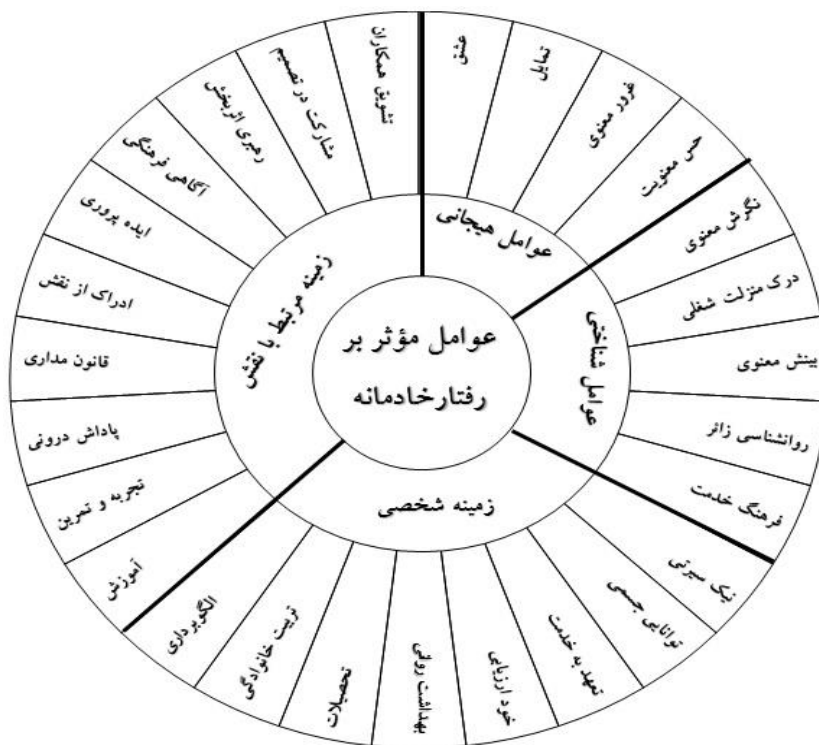 عوامل مؤثر بر
رفتارخادمانه
عوامل هیجانی
عشق
تمایل
غرور معنوی
حس معنویت
عوامل شناختی
نگرش معنوی
درک منزلت شغلی
بینش معنوی
روانشناسی زائر
فرهنگ خدمت
زمینه شخصی
نیک سیرتی
توانایی جسمی
تعهد به خدمت
خود ارزیابی
بهداشت روانی
تحصیلات
تربیت خانوادگی
الگوبرداری
زمینه مرتبط با نقش
آموزش
تجربه و تمرین
پاداش درونی
قانون مداری
ادراک از نقش
ایده پروری
آگاهی فرهنگی
رهبری اثربخش
مشارکت در تصمیم
تشویق همکاران